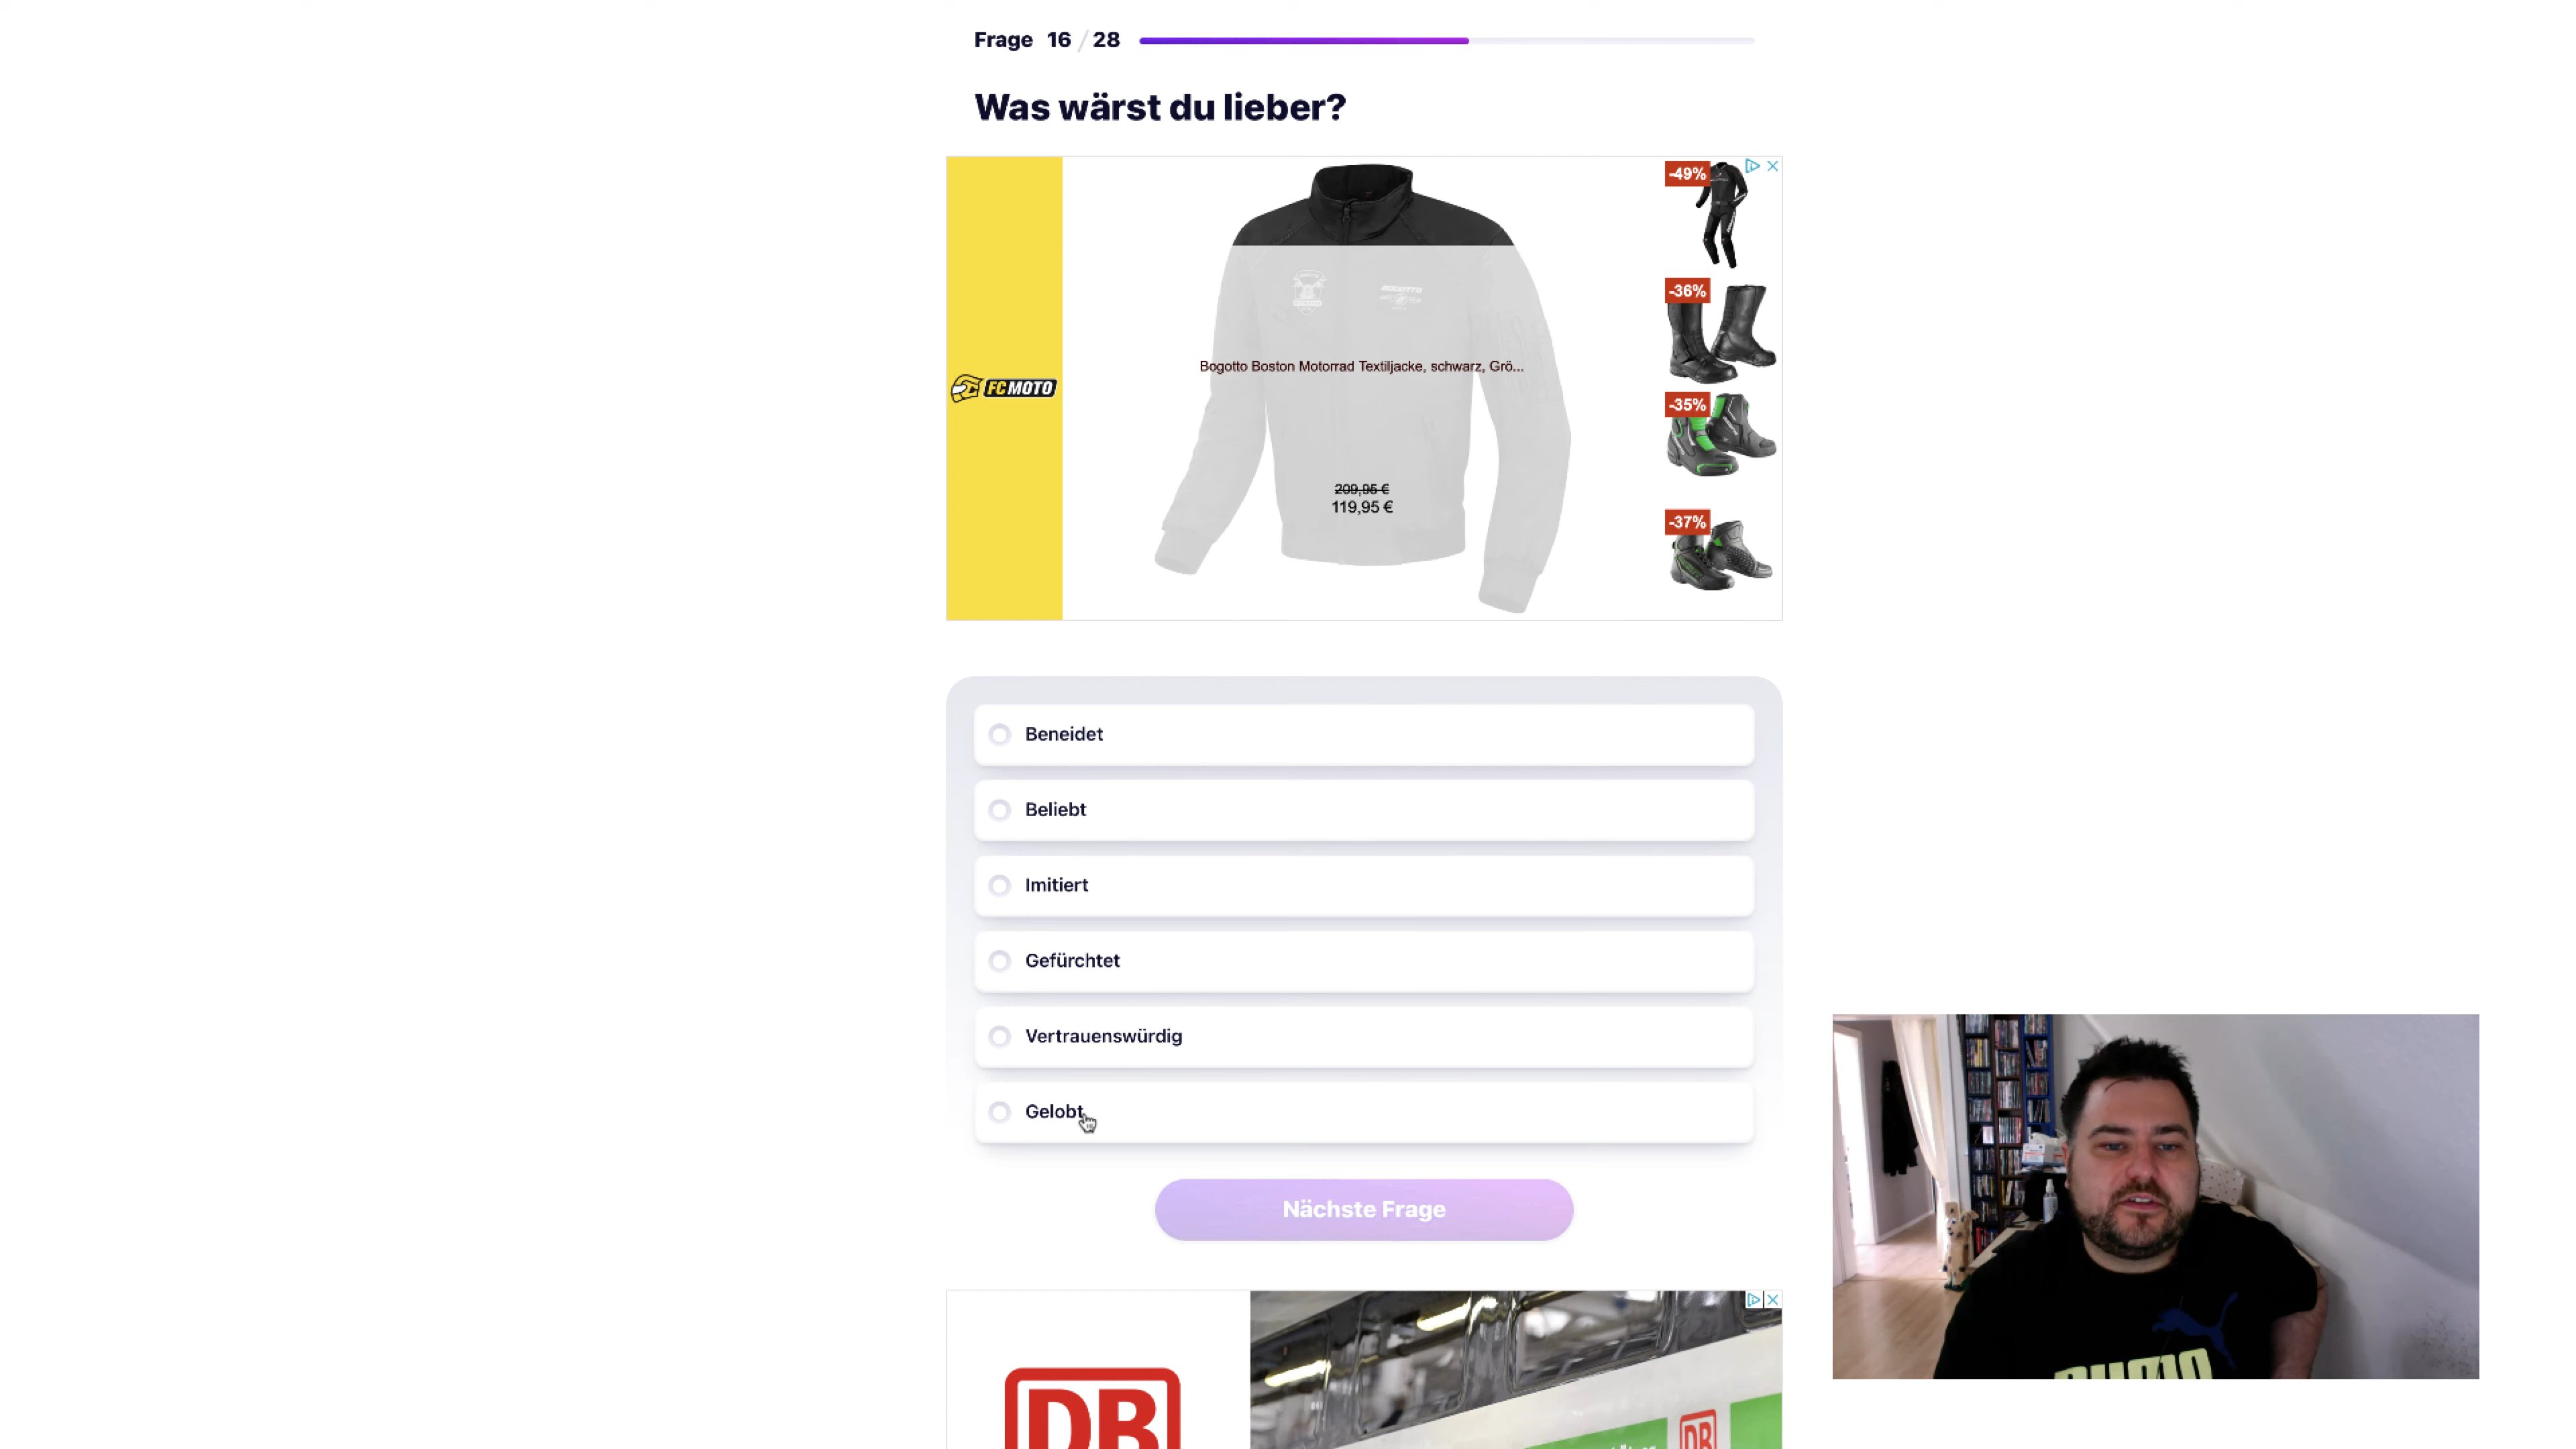 Frage 16 / 28
Was wärst du lieber?
FC MOTO
Bogotto Boston Motorrad Textiljacke, schwarz, Grö...
209,95 €
119,95 €
-49%
-36%
-35%
-37%
Beneidet
Beliebt
Imitiert
Gefürchtet
Vertrauenswürdig
Gelobt
Nächste Frage
DB
DB